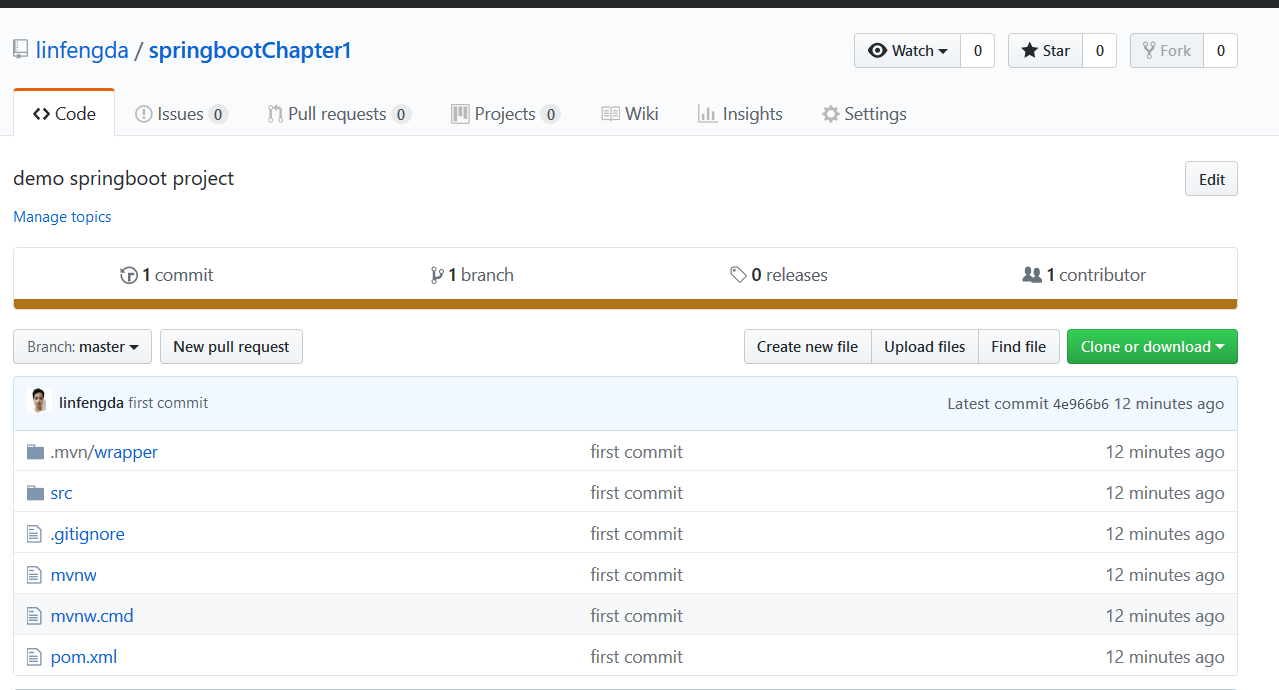 linfengda / springbootChapter1 Watch 0 Star 0 Fork 0
Code Issues 0 Pull requests 0 Projects 0 Wiki Insights Settings
demo springboot project Edit
Manage topics
1 commit 1 branch 0 releases 1 contributor
Branch: master New pull request Create new file Upload files Find file Clone or download
linfengda first commit Latest commit 4e966b6 12 minutes ago
.mvn/wrapper first commit 12 minutes ago
src first commit 12 minutes ago
.gitignore first commit 12 minutes ago
mvnw first commit 12 minutes ago
mvnw.cmd first commit 12 minutes ago
pom.xml first commit 12 minutes ago